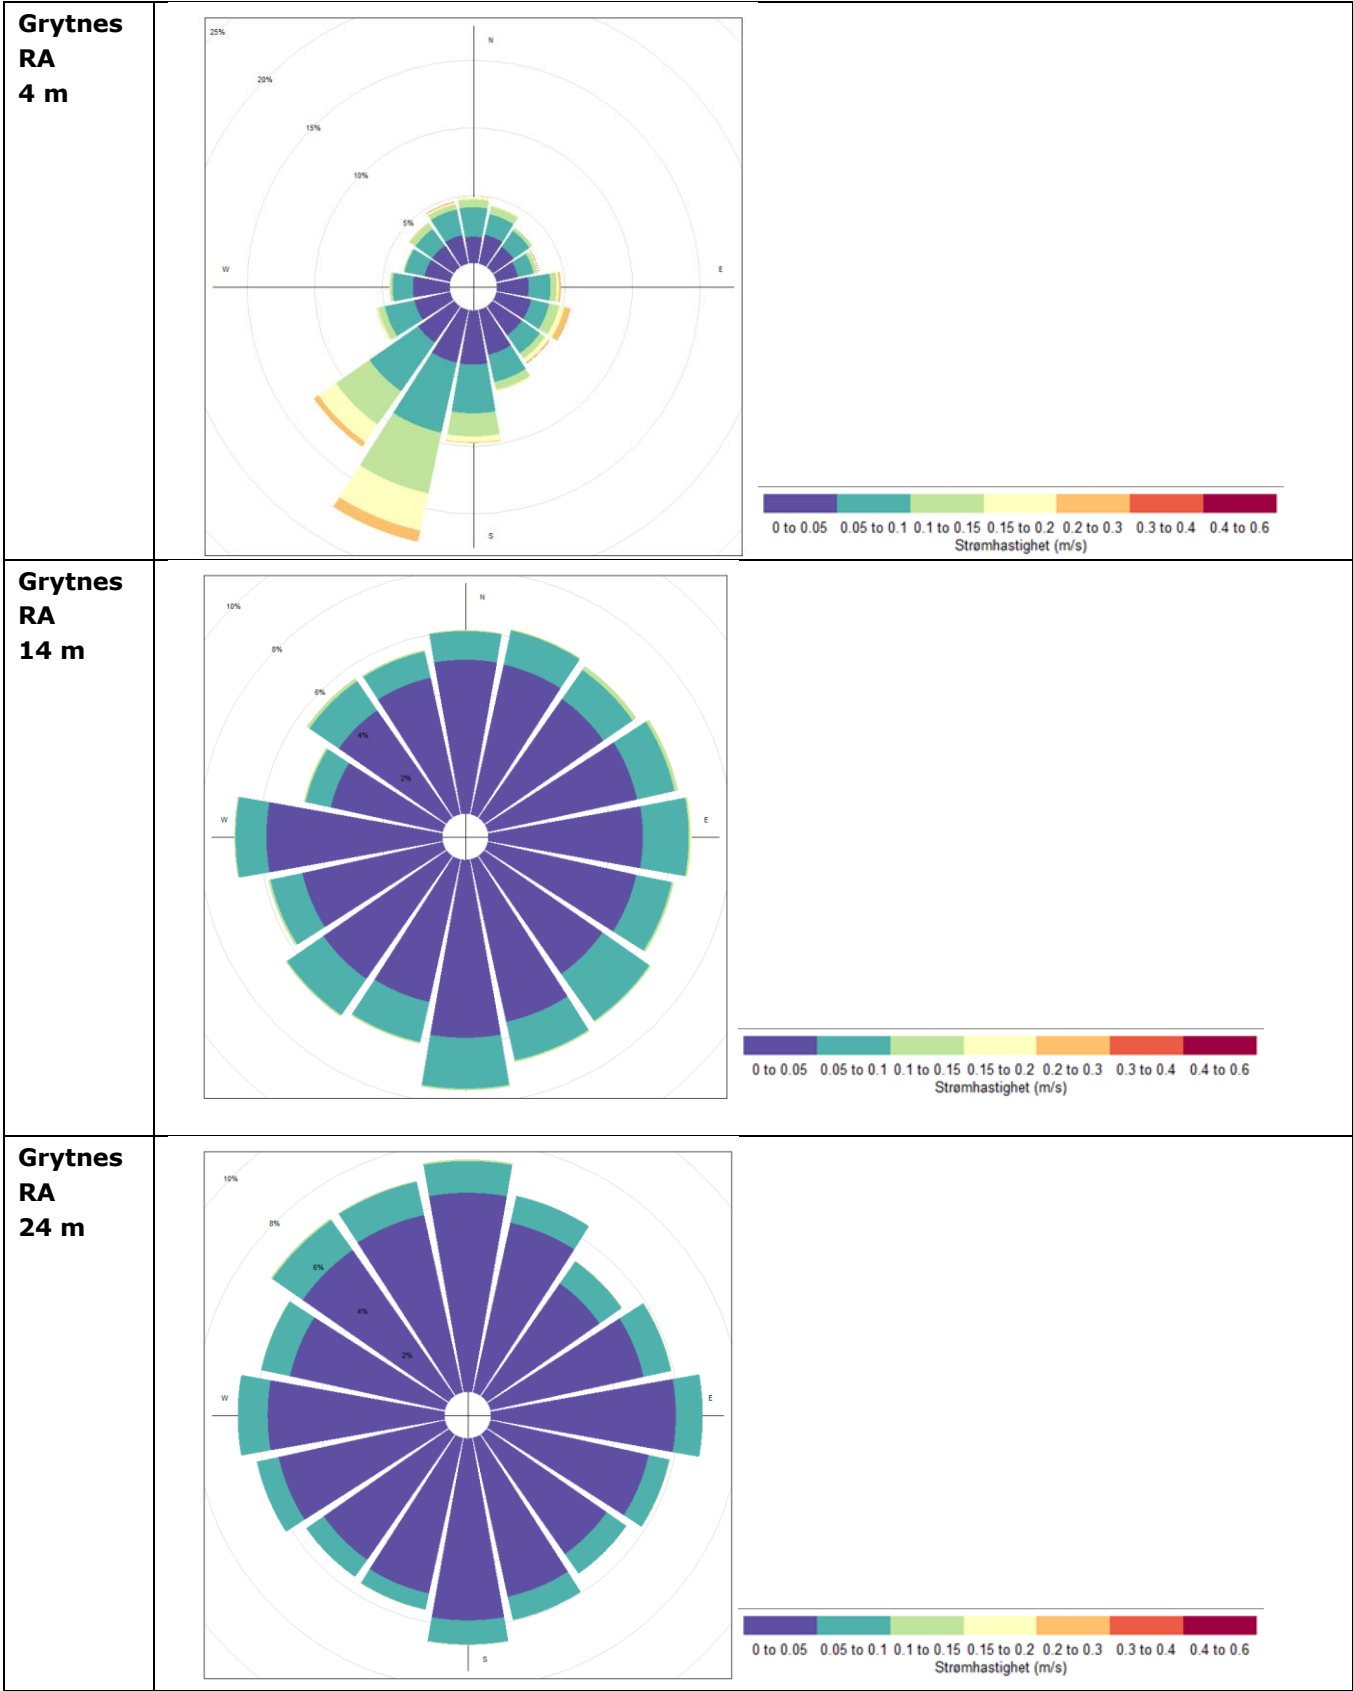 Grytnes
RA
4 m
25%
20%
15%
10%
5%
N
W
E
S
0 to 0.05 0.05 to 0.1 0.1 to 0.15 0.15 to 0.2 0.2 to 0.3 0.3 to 0.4 0.4 to 0.6
Strømhastighet (m/s)
Grytnes
RA
14 m
10%
8%
6%
4%
2%
N
W
E
0 to 0.05 0.05 to 0.1 0.1 to 0.15 0.15 to 0.2 0.2 to 0.3 0.3 to 0.4 0.4 to 0.6
Strømhastighet (m/s)
Grytnes
RA
24 m
10%
8%
6%
4%
2%
W
E
S
0 to 0.05 0.05 to 0.1 0.1 to 0.15 0.15 to 0.2 0.2 to 0.3 0.3 to 0.4 0.4 to 0.6
Strømhastighet (m/s)